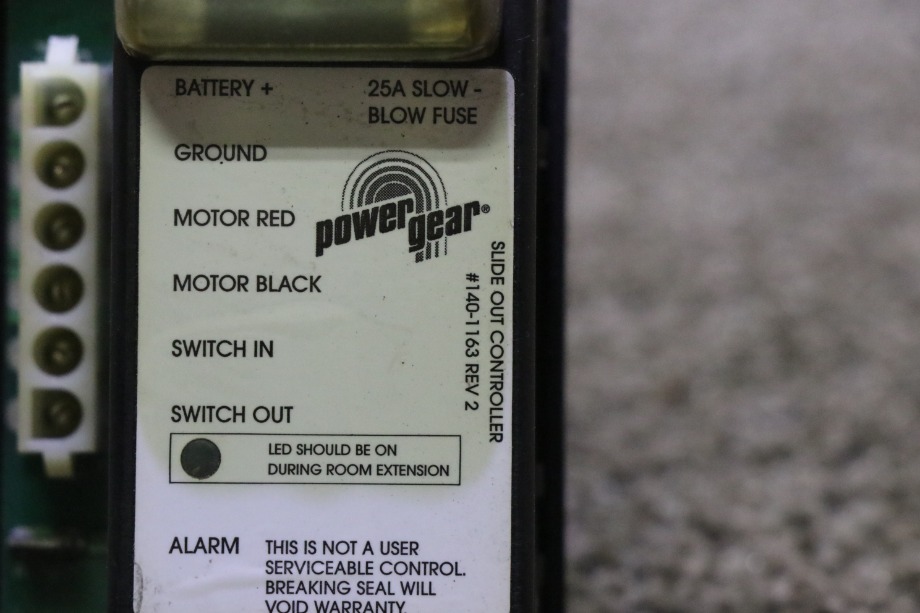 BATTERY +
25A SLOW -
BLOW FUSE
GROUND
MOTOR RED
power gear®
MOTOR BLACK
SWITCH IN
SWITCH OUT
SLIDE OUT CONTROLLER
#140-1163 REV 2
LED SHOULD BE ON
DURING ROOM EXTENSION
ALARM
THIS IS NOT A USER
SERVICEABLE CONTROL.
BREAKING SEAL WILL
VOID WARRANTY.